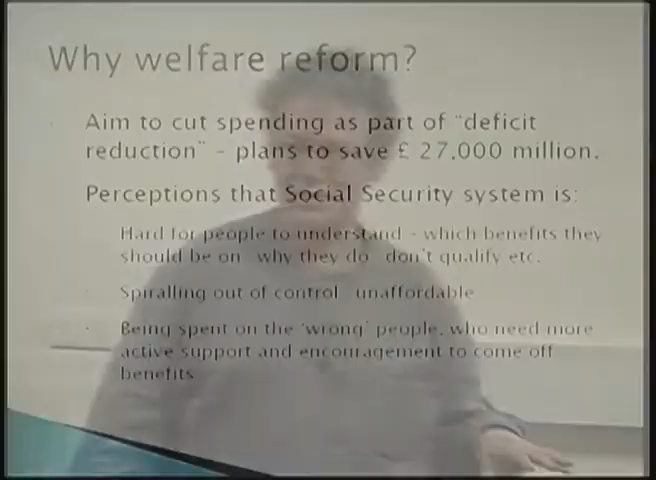 Why welfare reform?
Aim to cut spending as part of "deficit
reduction" - plans to save £ 27,000 million.
Perceptions that Social Security system is:
Hard for people to understand - which benefits they
should be on why they do don't qualify etc.
Spiralling out of control unaffordable
Being spent on the 'wrong' people, who need more
active support and encouragement to come off
benefits